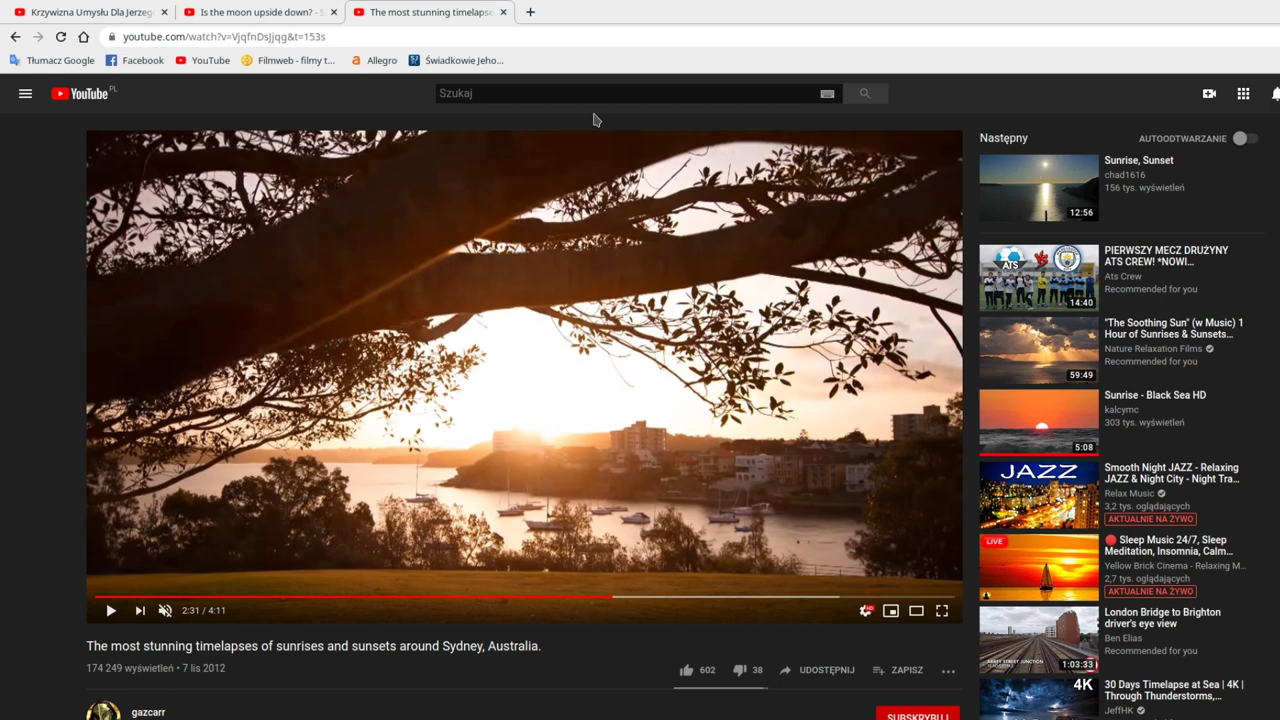 Krzywizna Umysłu Dla Jerzeg
Is the moon upside down? - S
The most stunning timelapse
youtube.com/watch?v=VjqfnDsJjqg&t=153s
Tłumacz Google
Facebook
YouTube
Filmweb - filmy t...
Allegro
Świadkowie Jeho...
YouTube PL
Szukaj
Następny
AUTOODTWARZANIE
Sunrise, Sunset
chad1616
156 tys. wyświetleń
12:56
PIERWSZY MECZ DRUŻYNY
ATS CREW! *NOWI...
Ats Crew
Recommended for you
ATS VS
14:40
"The Soothing Sun" (w Music) 1
Hour of Sunrises & Sunsets...
Nature Relaxation Films
Recommended for you
59:49
Sunrise - Black Sea HD
kalcymc
303 tys. wyświetleń
5:08
Smooth Night JAZZ - Relaxing
JAZZ & Night City - Night Tra...
Relax Music
3,2 tys. oglądających
AKTUALNIE NA ŻYWO
JAZZ
Sleep Music 24/7, Sleep
Meditation, Insomnia, Calm...
Yellow Brick Cinema - Relaxing M...
2,7 tys. oglądających
AKTUALNIE NA ŻYWO
LIVE
London Bridge to Brighton
driver's eye view
Ben Elias
Recommended for you
ABBEY STREET JUNCTION
1:03:33
30 Days Timelapse at Sea | 4K |
Through Thunderstorms,...
JeffHK
4K
2:31 / 4:11
HD
The most stunning timelapses of sunrises and sunsets around Sydney, Australia.
174 249 wyświetleń • 7 lis 2012
602
38
UDOSTĘPNIJ
ZAPISZ
gazcarr
SUBSKRYBUJ